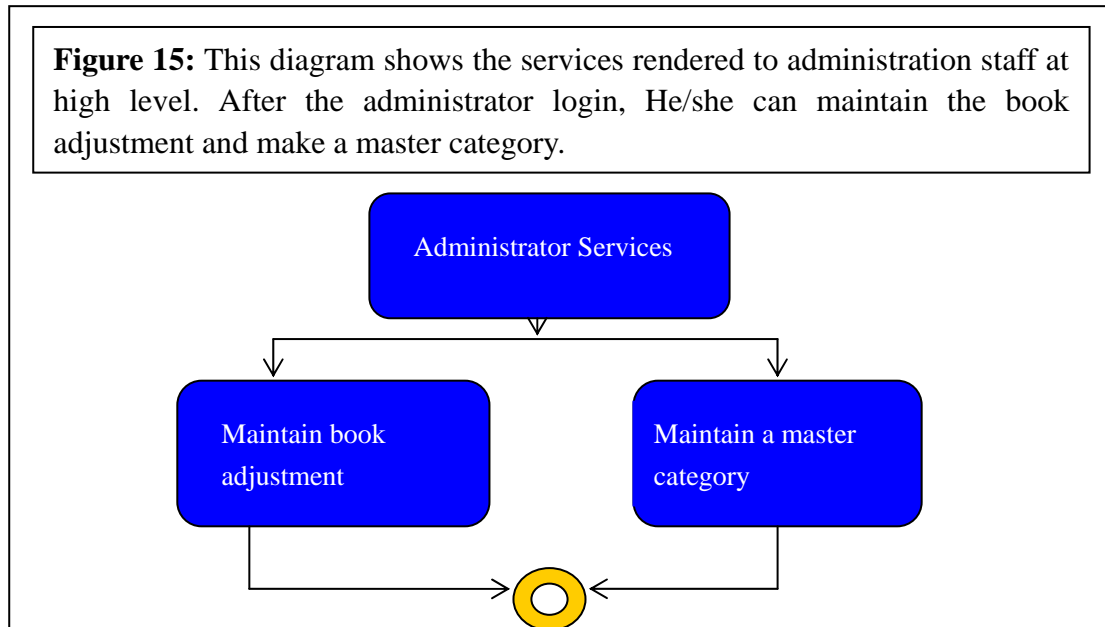 Figure 15: This diagram shows the services rendered to administration staff at
high level. After the administrator login, He/she can maintain the book
adjustment and make a master category.
Administrator Services
Maintain book
adjustment
Maintain a master
category